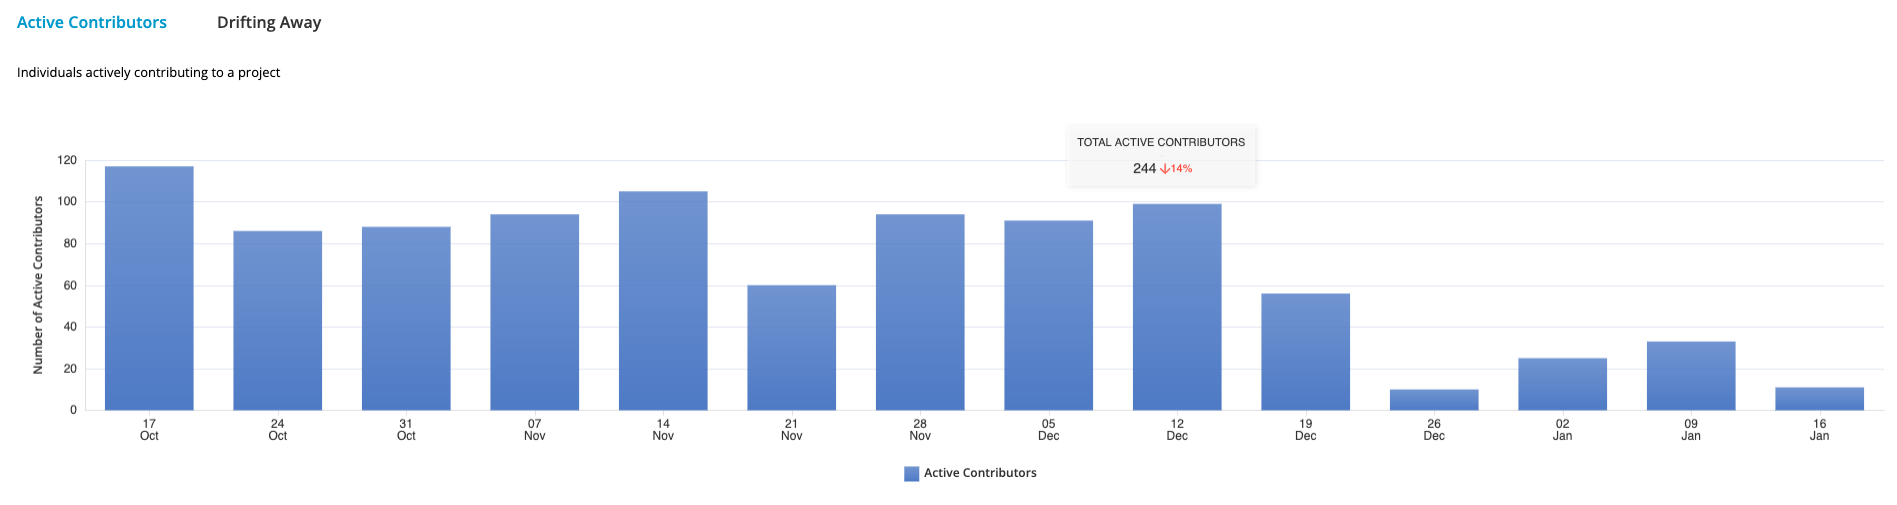 Active Contributors Drifting Away
Individuals actively contributing to a project
TOTAL ACTIVE CONTRIBUTORS
244 ↓14%
Number of Active Contributors
120
100
80
60
40
20
0
17 Oct
24 Oct
31 Oct
07 Nov
14 Nov
21 Nov
28 Nov
05 Dec
12 Dec
19 Dec
26 Dec
02 Jan
09 Jan
16 Jan
Active Contributors